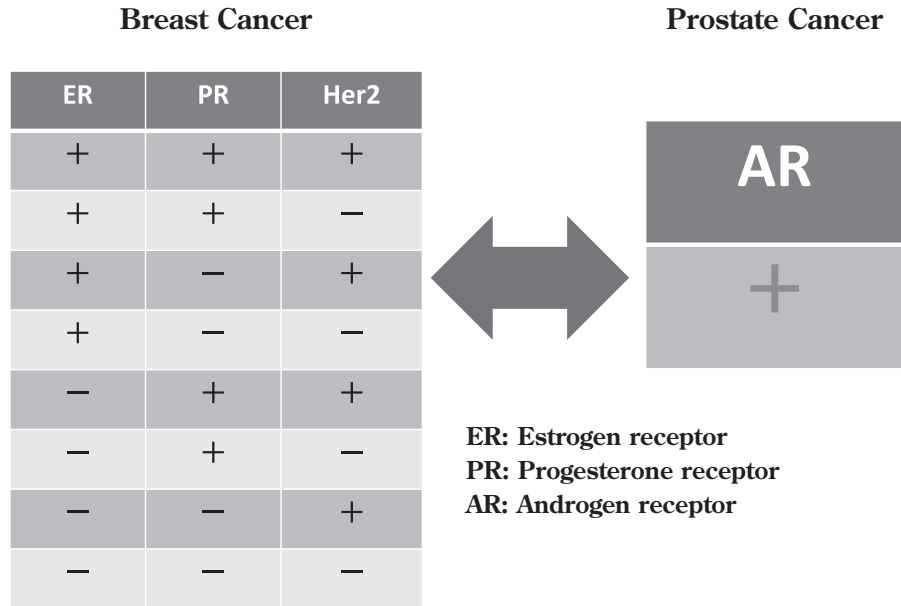 Breast Cancer
Prostate Cancer
ER PR Her2
+ + +
+ + −
+ − +
+ − −
− + +
− + −
− − +
− − −
AR
+
ER: Estrogen receptor
PR: Progesterone receptor
AR: Androgen receptor